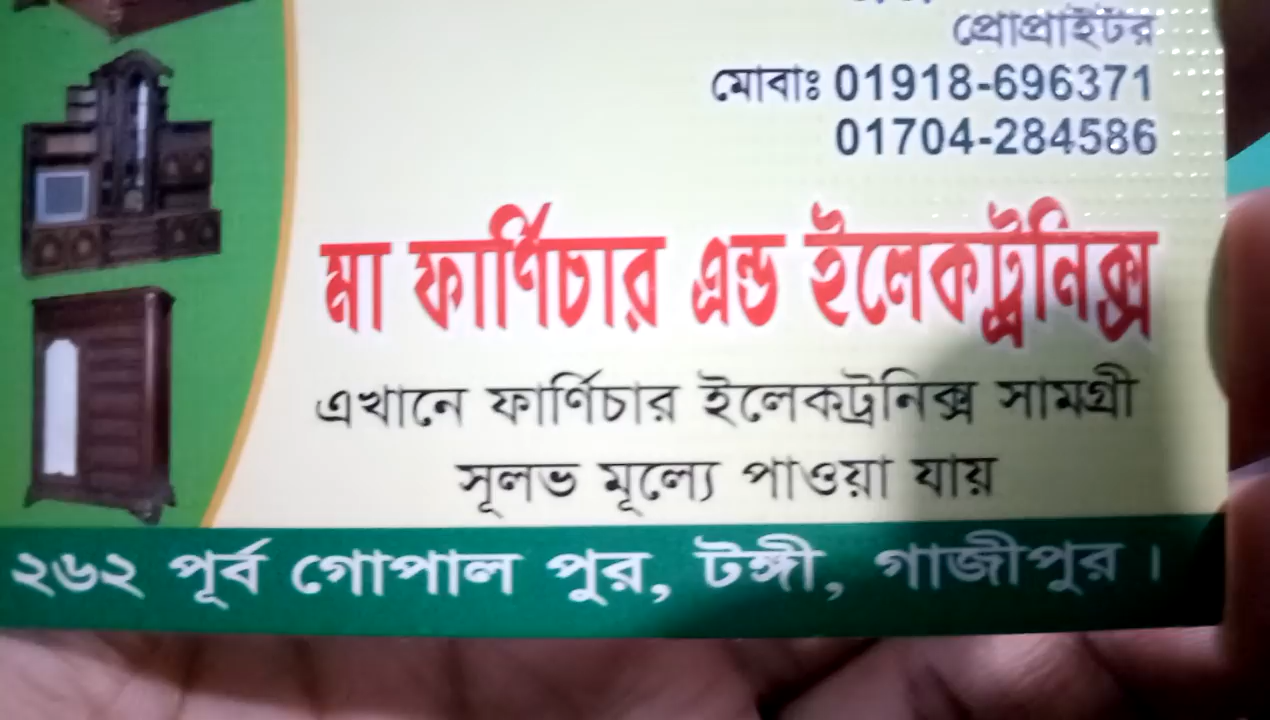 প্রোপ্রাইটর
মোবাঃ 01918-696371
01704-284586
মা ফার্ণিচার এন্ড ইলেকট্রনিক্স
এখানে ফার্ণিচার ইলেকট্রনিক্স সামগ্রী
সূলভ মূল্যে পাওয়া যায়
২৬২ পূর্ব গোপাল পুর, টঙ্গী, গাজীপুর।